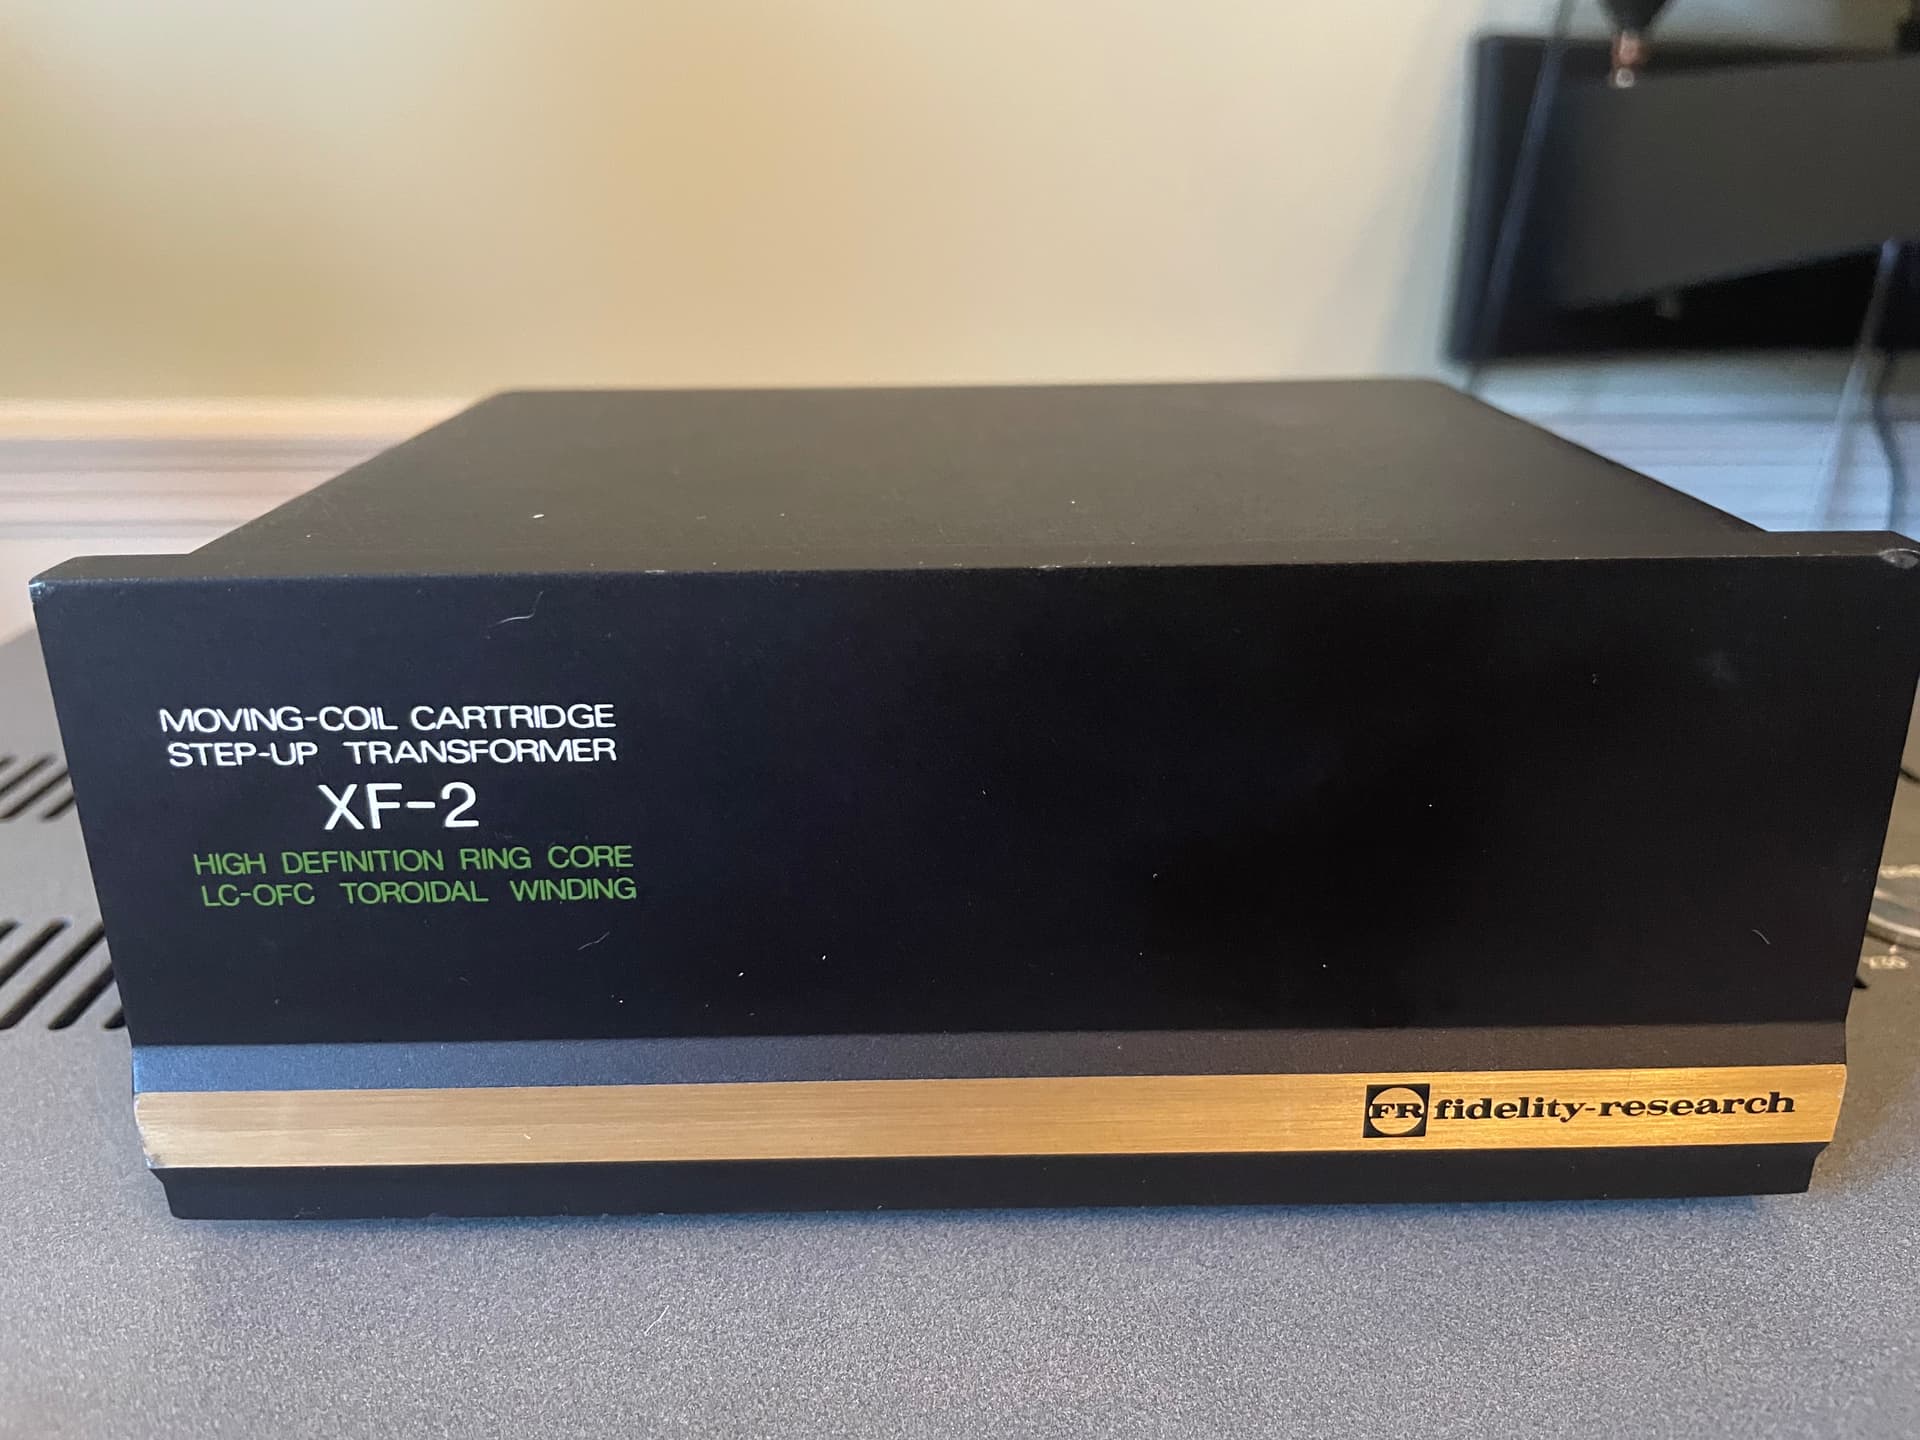 MOVING-COIL CARTRIDGE
STEP-UP TRANSFORMER
XF-2
HIGH DEFINITION RING CORE
LC-OFC TOROIDAL WINDING
FR fidelity-research